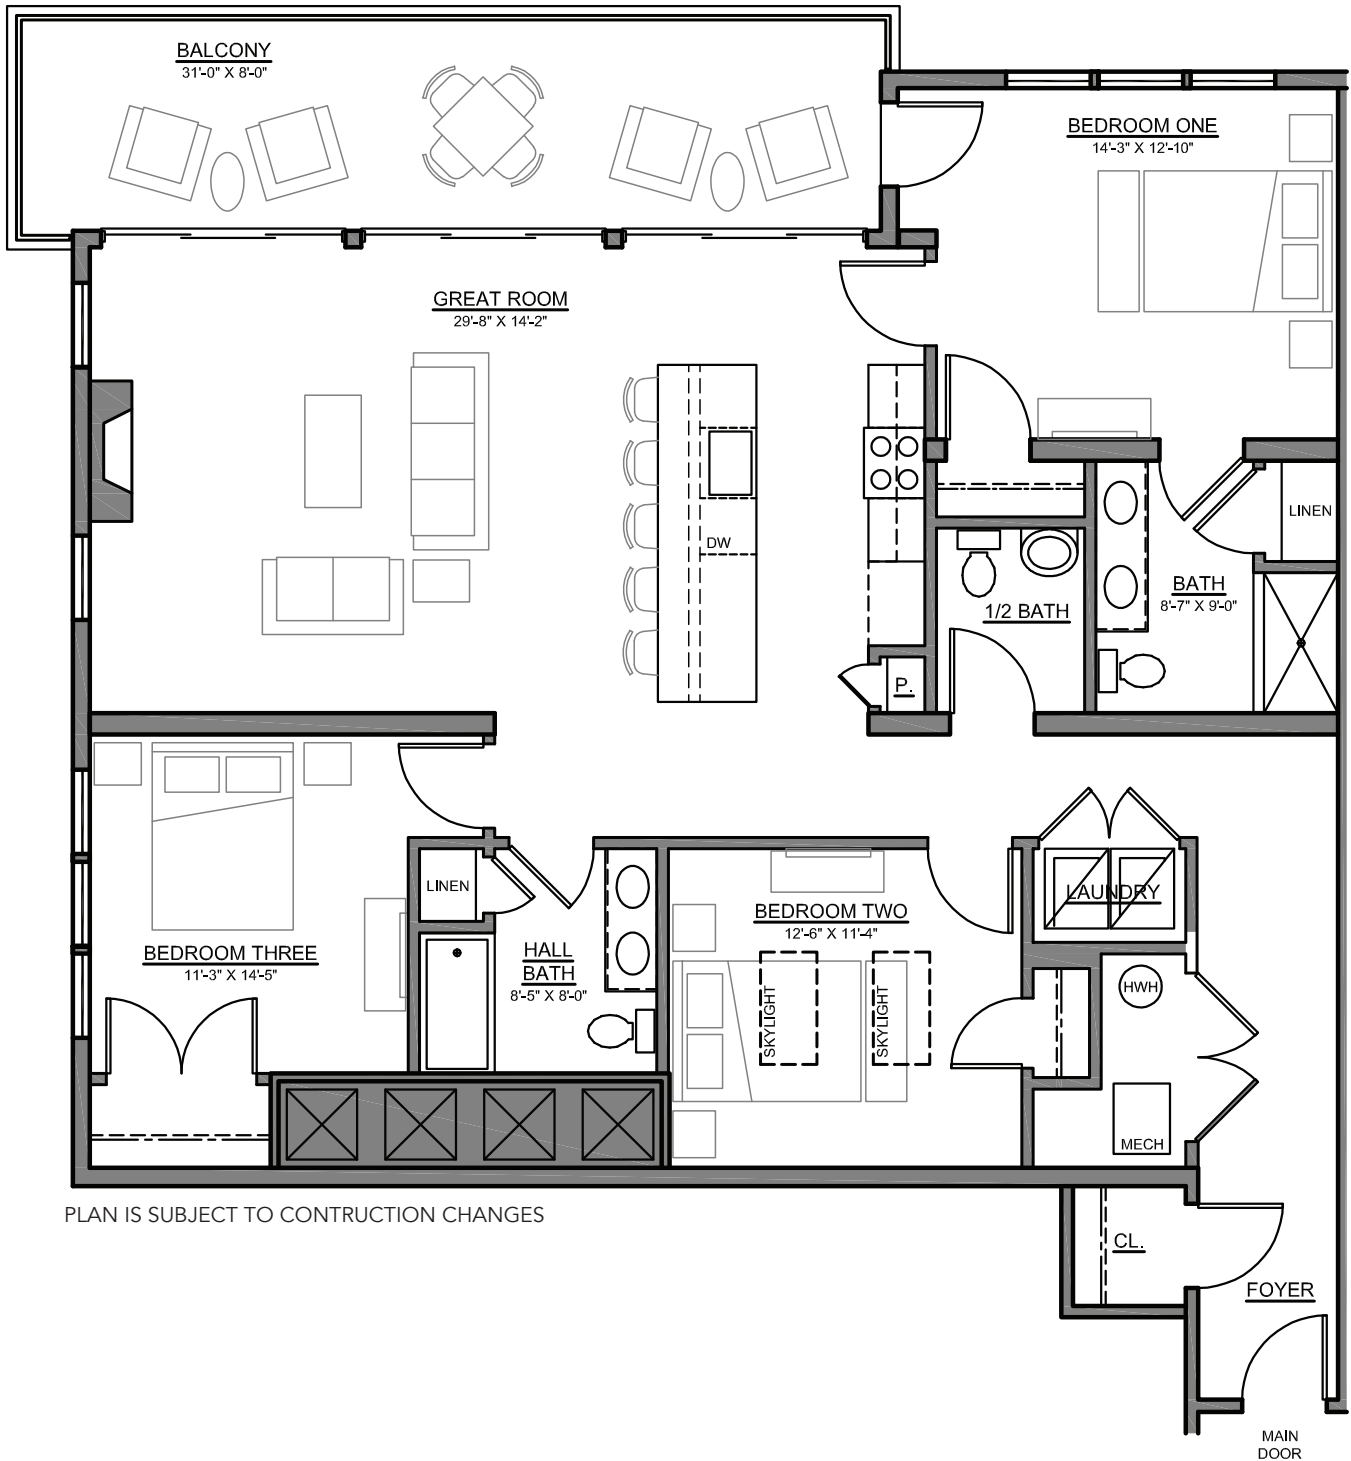 BALCONY
31'-0" X 8'-0"
BEDROOM ONE
14'-3" X 12'-10"
GREAT ROOM
29'-8" X 14'-2"
LINEN
DW
BATH
8'-7" X 9'-0"
1/2 BATH
P.
LAUNDRY
LINEN
BEDROOM TWO
12'-6" X 11'-4"
BEDROOM THREE
11'-3" X 14'-5"
HALL
BATH
8'-5" X 8'-0"
SKYLIGHT
SKYLIGHT
HWH
MECH
PLAN IS SUBJECT TO CONTRUCTION CHANGES
CL.
FOYER
MAIN
DOOR